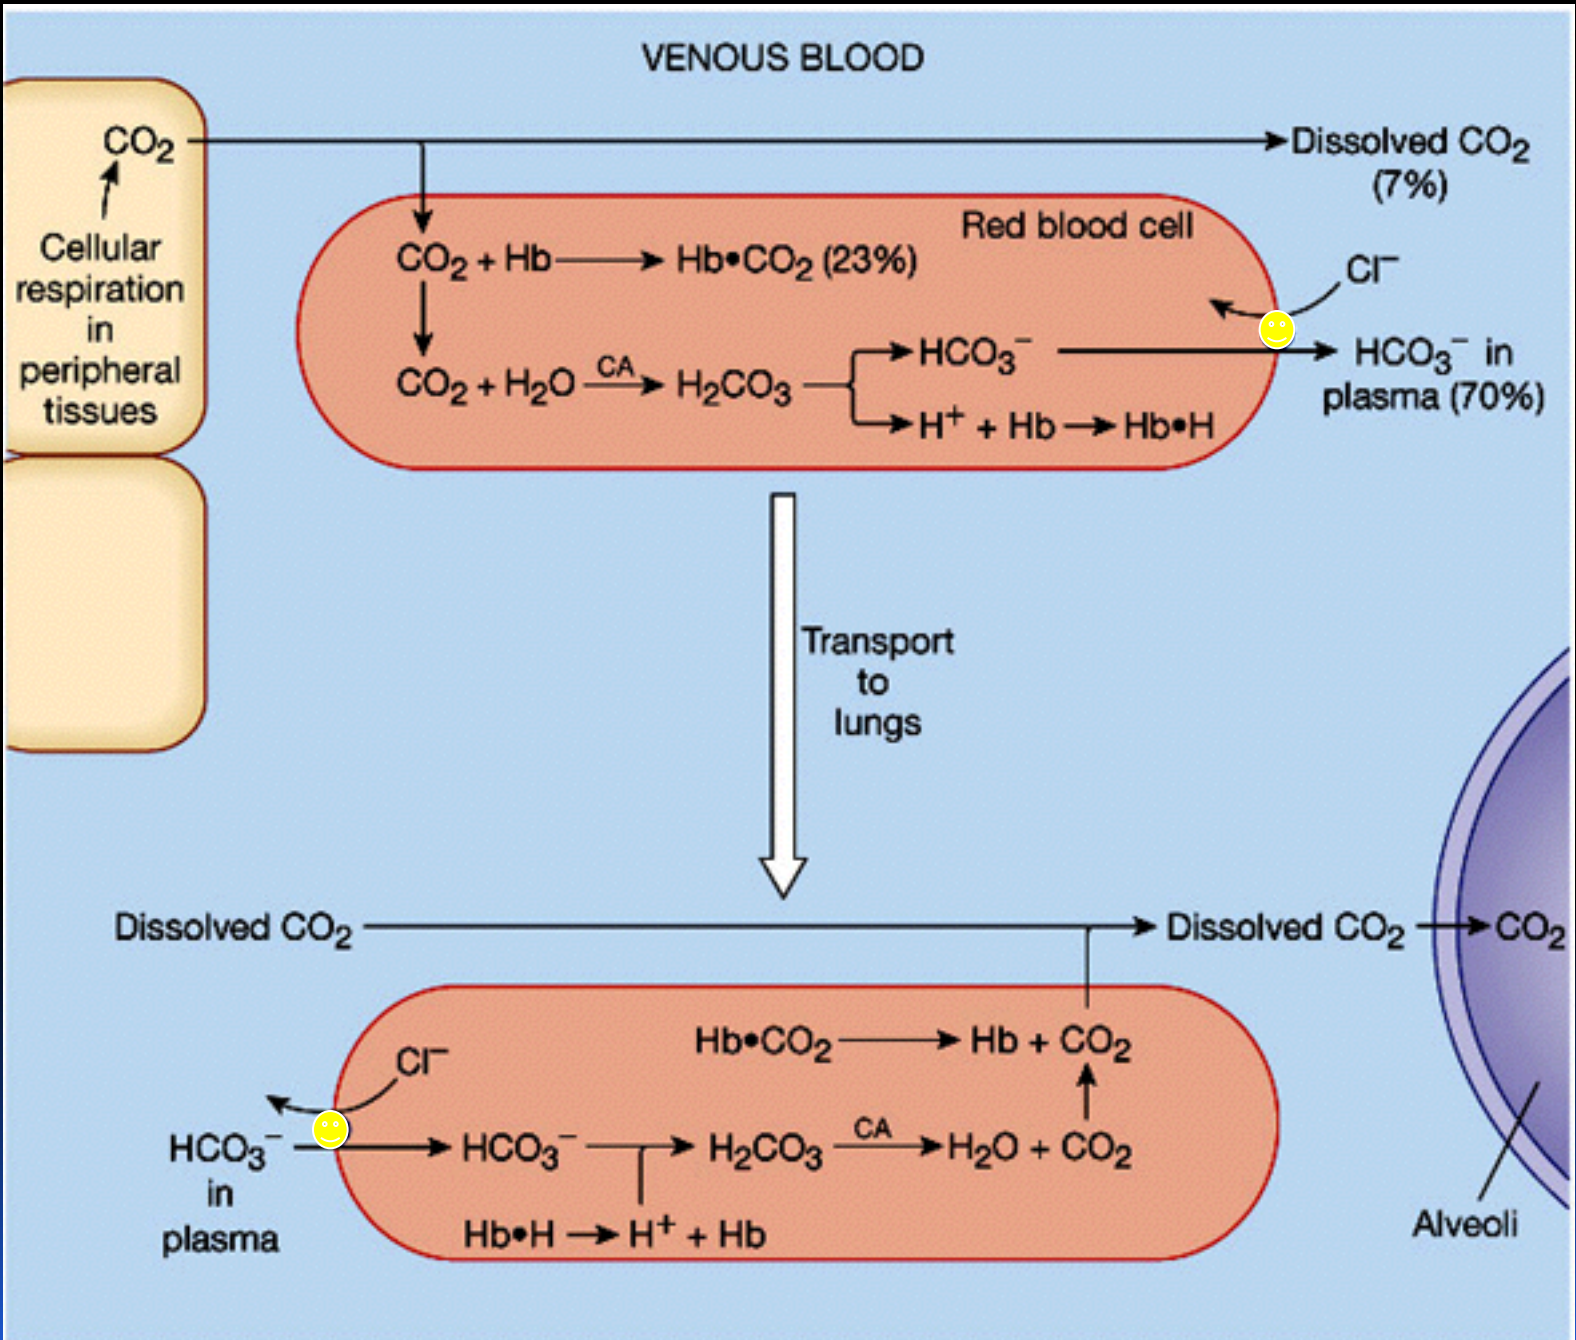 VENOUS BLOOD
CO₂
Dissolved CO₂
(7%)
Cellular
respiration
in
peripheral
tissues
Red blood cell
CO₂ + Hb → Hb•CO₂ (23%)
Cl⁻
CO₂ + H₂O CA → H₂CO₃
HCO₃⁻ → HCO₃⁻ in
plasma (70%)
H⁺ + Hb → Hb•H
Transport
to
lungs
Dissolved CO₂ → Dissolved CO₂ → CO₂
Hb•CO₂ → Hb + CO₂
Cl⁻
HCO₃⁻ → HCO₃⁻ → H₂CO₃ CA → H₂O + CO₂
in
plasma
Hb•H → H⁺ + Hb
Alveoli